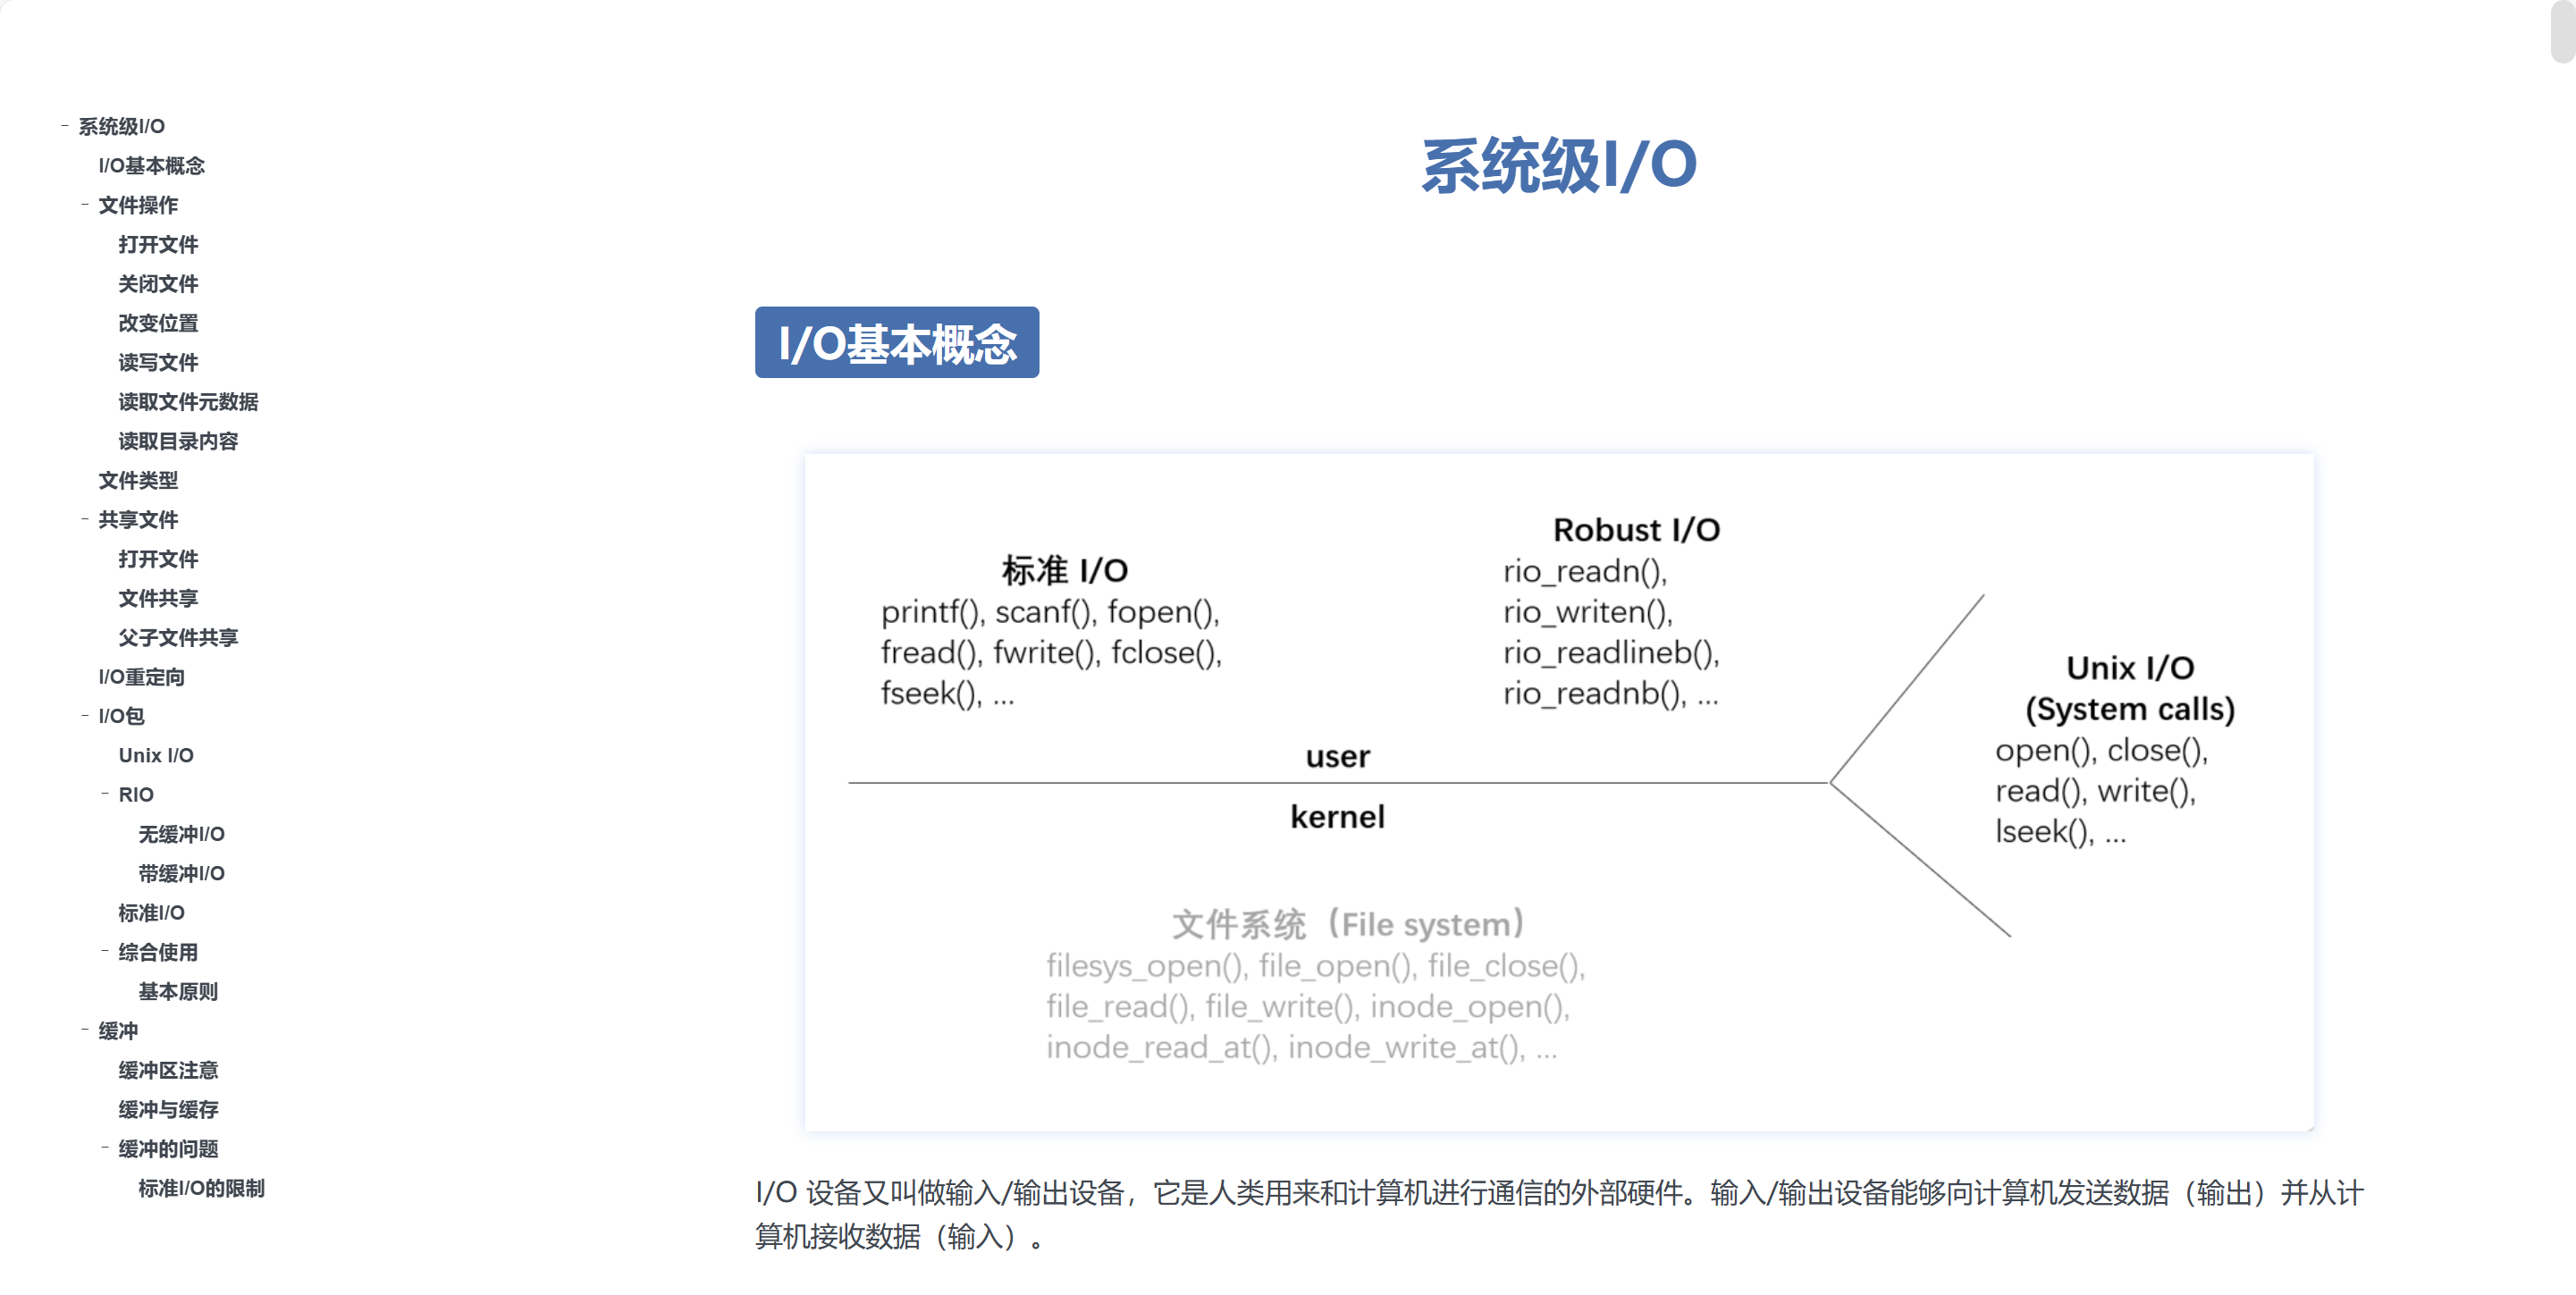 系统级I/O
I/O基本概念
文件操作
打开文件
关闭文件
改变位置
读写文件
读取文件元数据
读取目录内容
文件类型
共享文件
打开文件
文件共享
父子文件共享
I/O重定向
I/O包
Unix I/O
RIO
无缓冲I/O
带缓冲I/O
标准I/O
综合使用
基本原则
缓冲
缓冲区注意
缓冲与缓存
缓冲的问题
标准I/O的限制
系统级I/O
I/O基本概念
标准 I/O
printf(), scanf(), fopen(),
fread(), fwrite(), fclose(),
fseek(), ...
Robust I/O
rio_readn(),
rio_writen(),
rio_readlineb(),
rio_readnb(), ...
user
kernel
Unix I/O
(System calls)
open(), close(),
read(), write(),
lseek(), ...
文件系统（File system）
filesys_open(), file_open(), file_close(),
file_read(), file_write(), inode_open(),
inode_read_at(), inode_write_at(), ...
I/O 设备又叫做输入/输出设备，它是人类用来和计算机进行通信的外部硬件。输入/输出设备能够向计算机发送数据（输出）并从计
算机接收数据（输入）。